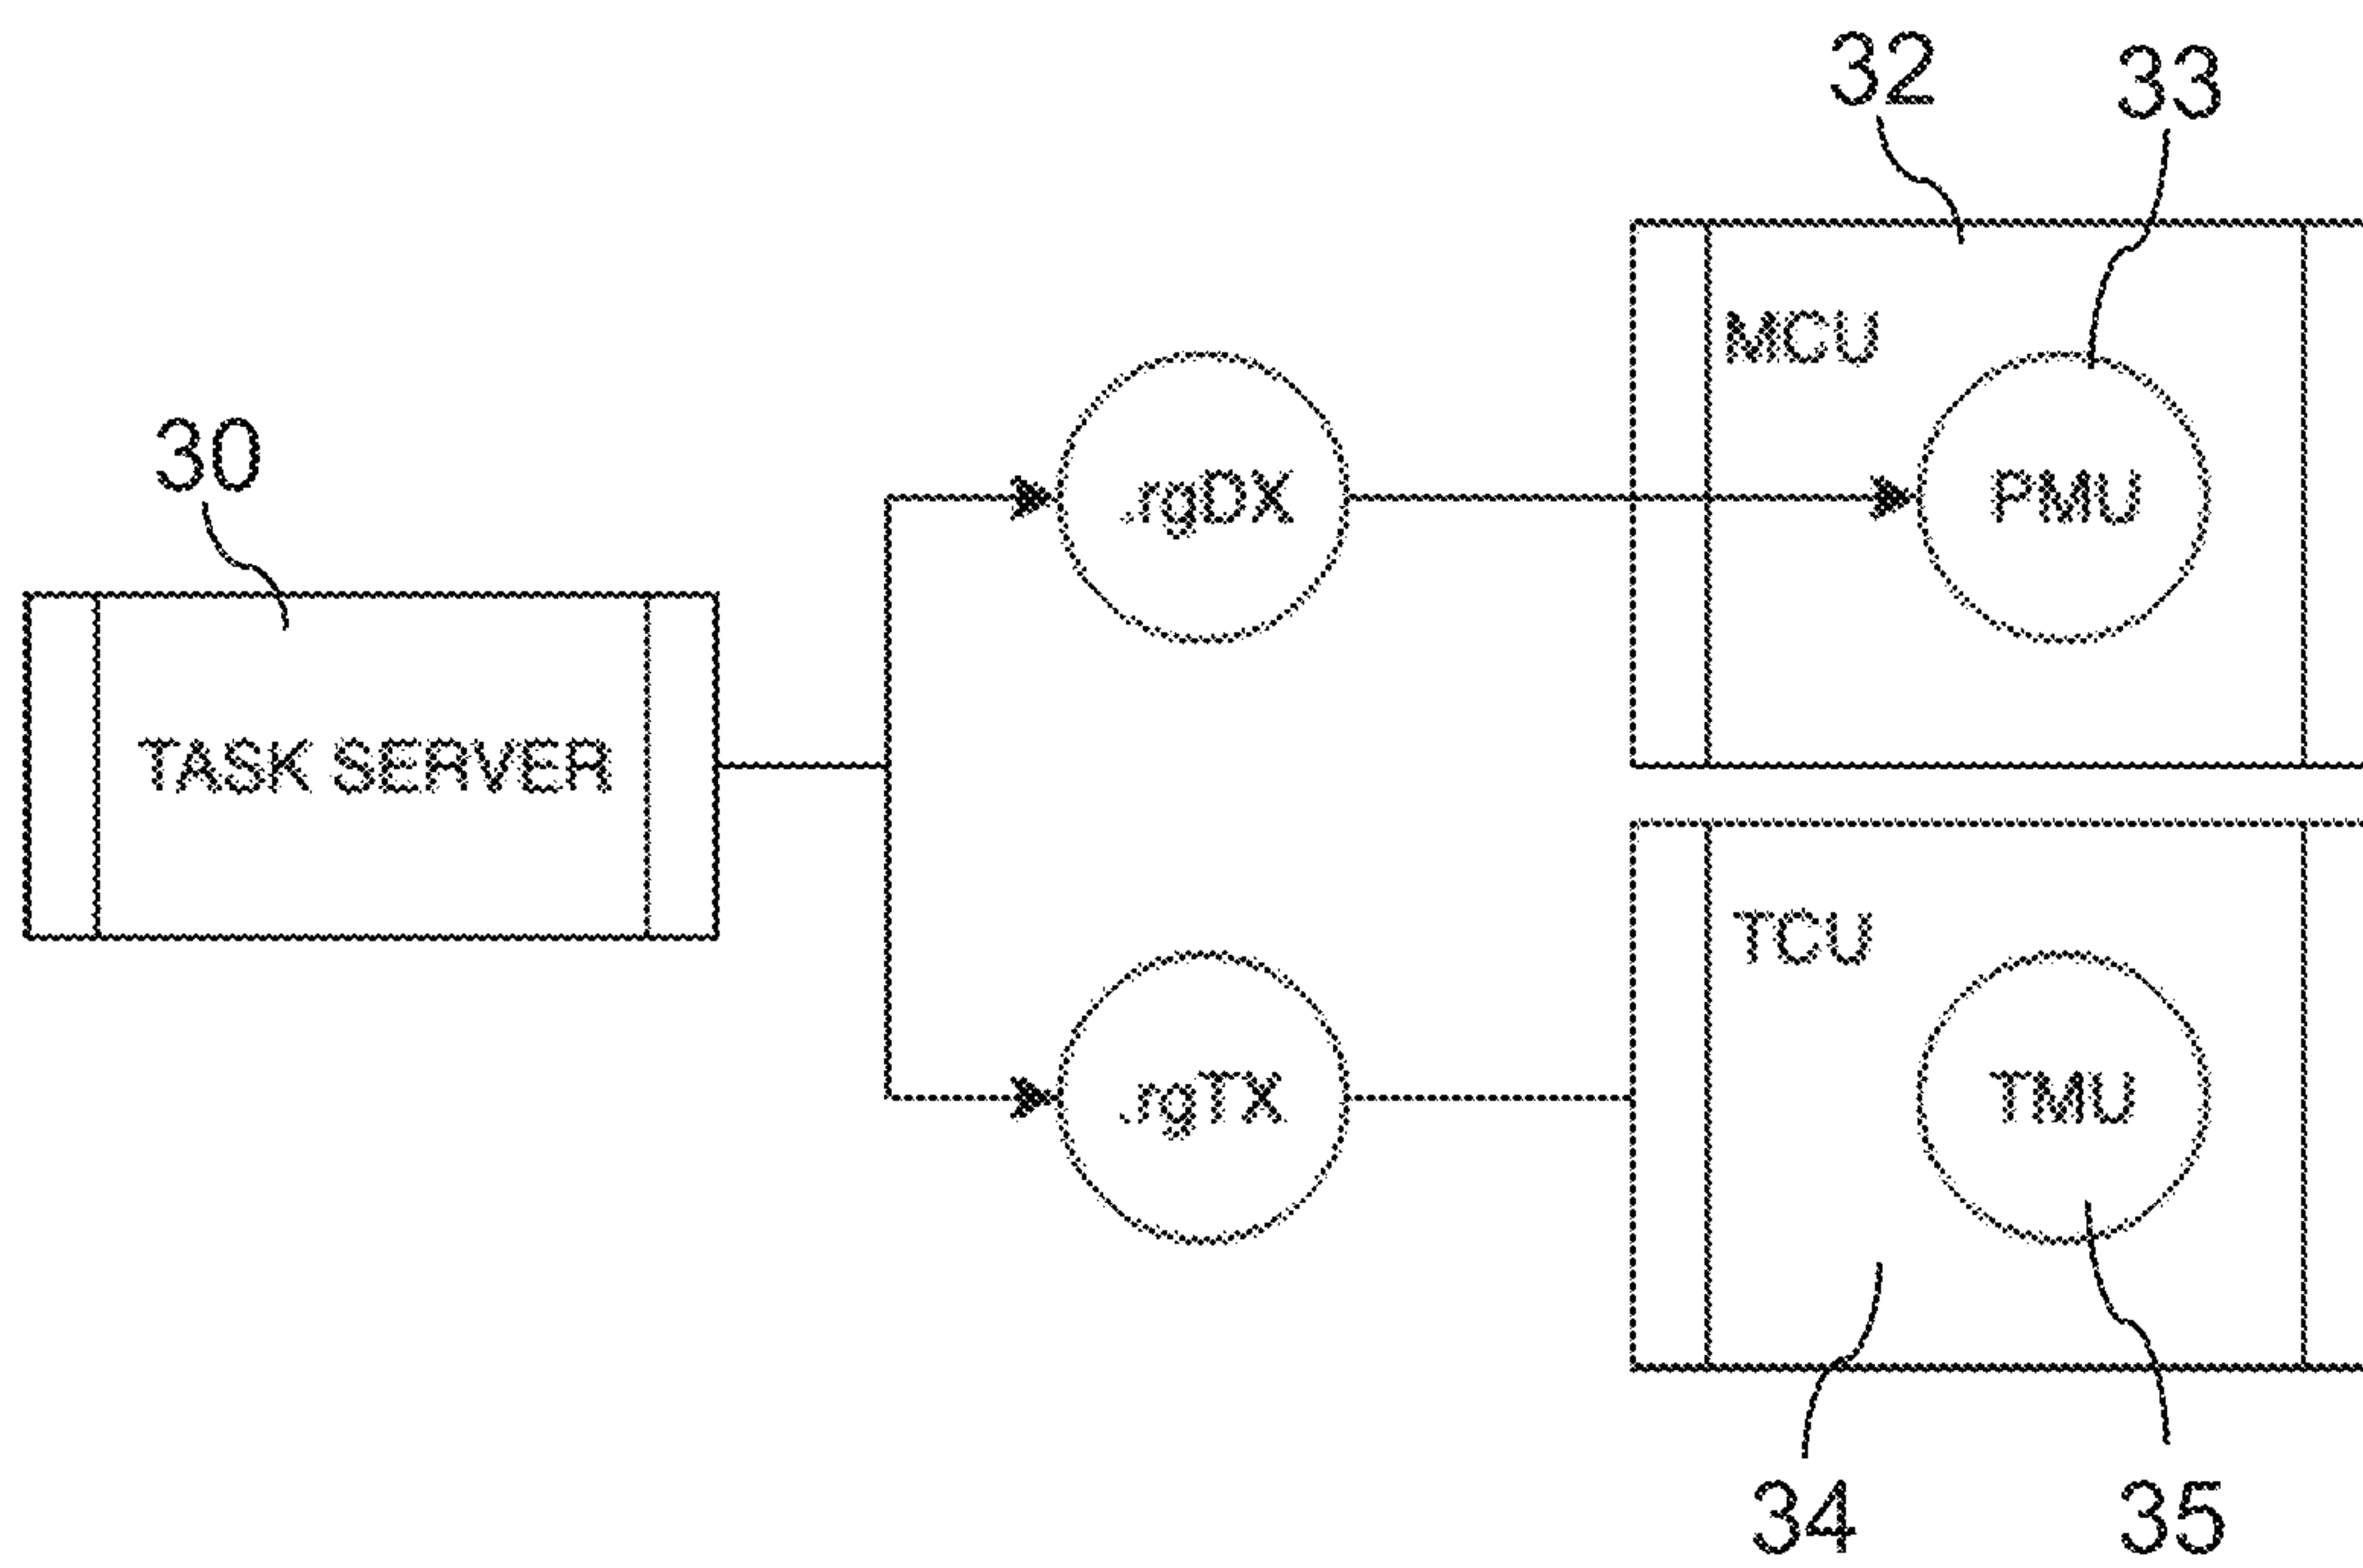 32
33
MCU
30
.rgDX
PMU
TASK SERVER
TCU
.rgTX
TMU
34
35